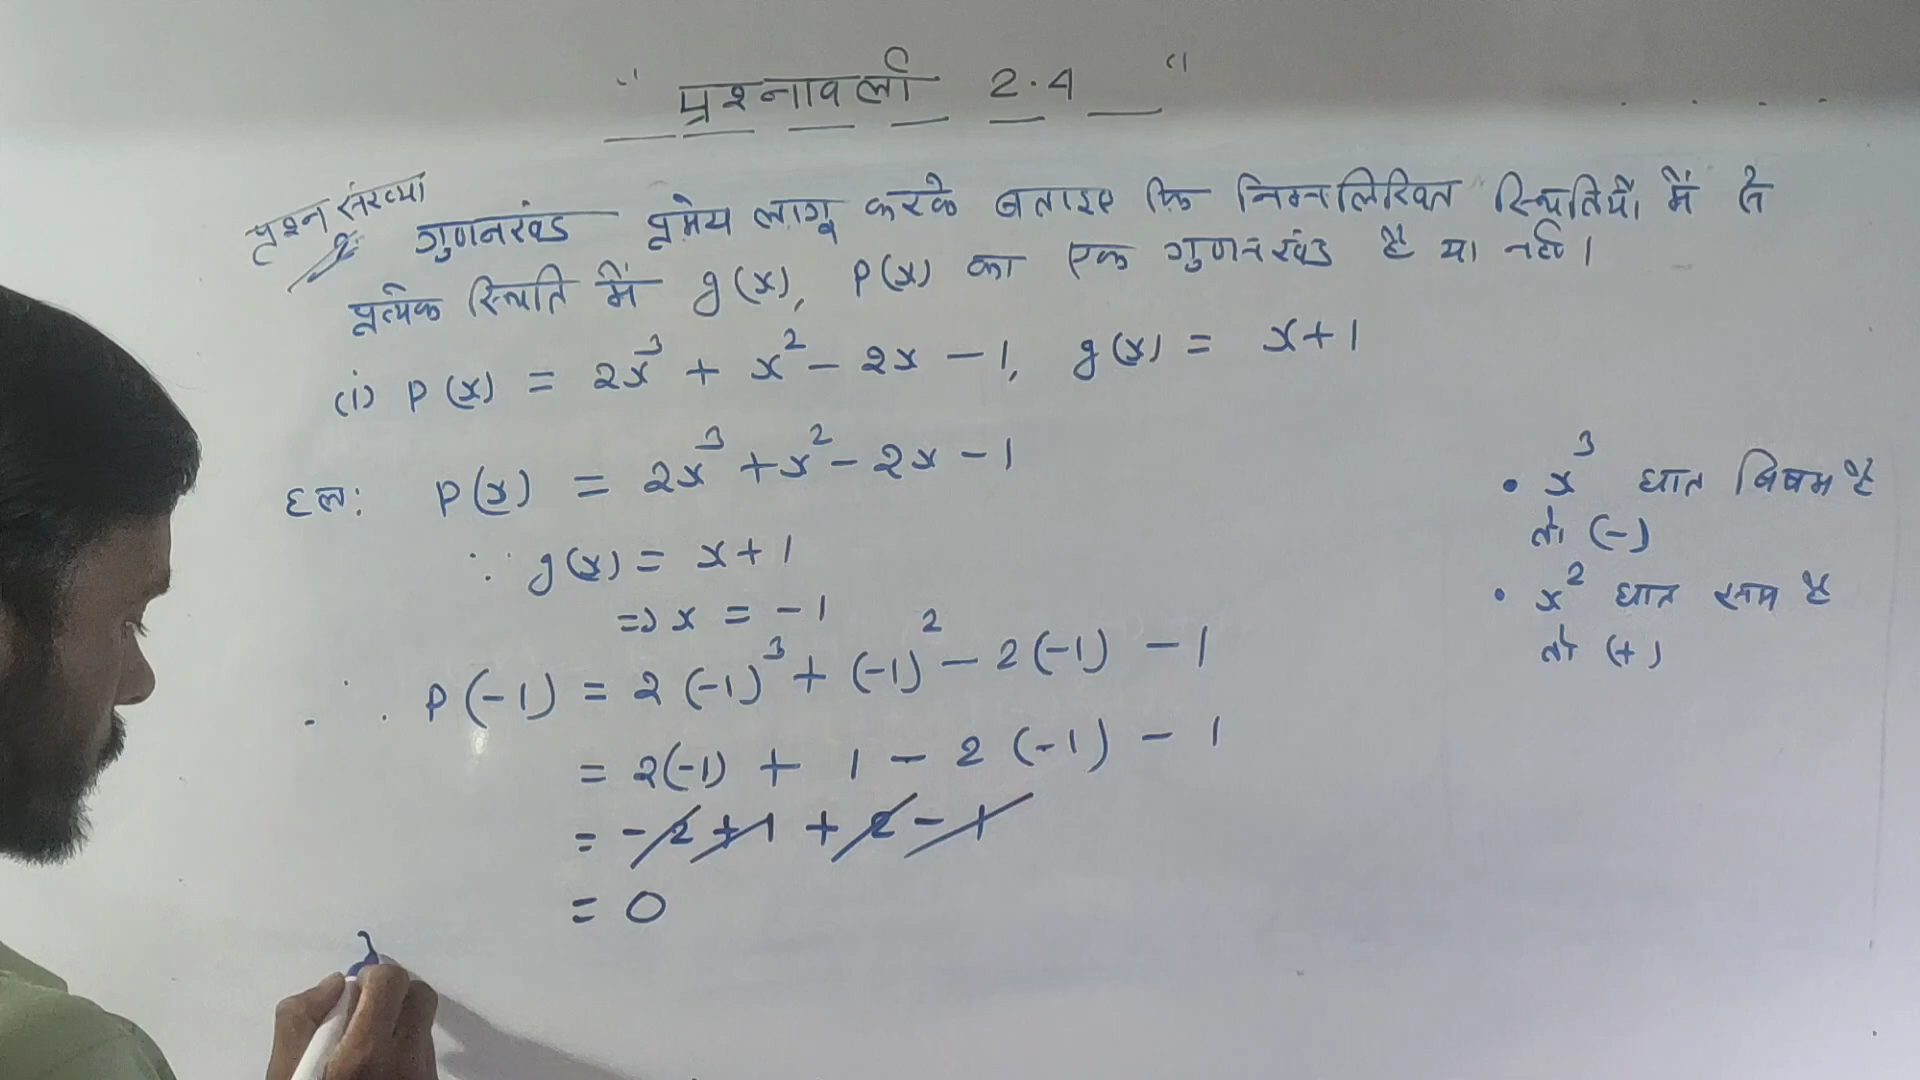 " प्रश्नावली 2.4 "
प्रश्न संख्या
गुणनखंड प्रमेय लागू करके बताइए कि निम्नलिखित स्थितियों में से
प्रत्येक स्थिति में g(x), p(x) का एक गुणनखंड है या नहीं।
(i) p(x) = 2x³ + x² - 2x - 1, g(x) = x+1
हल: p(x) = 2x³ + x² - 2x - 1
∵ g(x) = x+1
⇒ x = -1
∴ p(-1) = 2(-1)³ + (-1)² - 2(-1) - 1
= 2(-1) + 1 - 2(-1) - 1
= -2 + 1 + 2 - 1
= 0
• x³ घात विषम है
तो (-)
• x² घात सम है
तो (+)